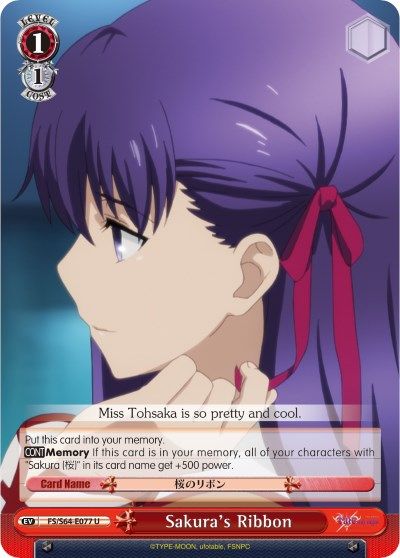 LEVEL
1
1
COST
Miss Tohsaka is so pretty and cool.
Put this card into your memory.
CONT Memory If this card is in your memory, all of your characters with
"Sakura (桜)" in its card name get +500 power.
Card Name 桜のリボン
EV FS/S64-E077 U Sakura's Ribbon
©TYPE-MOON, ufotable, FSNPC